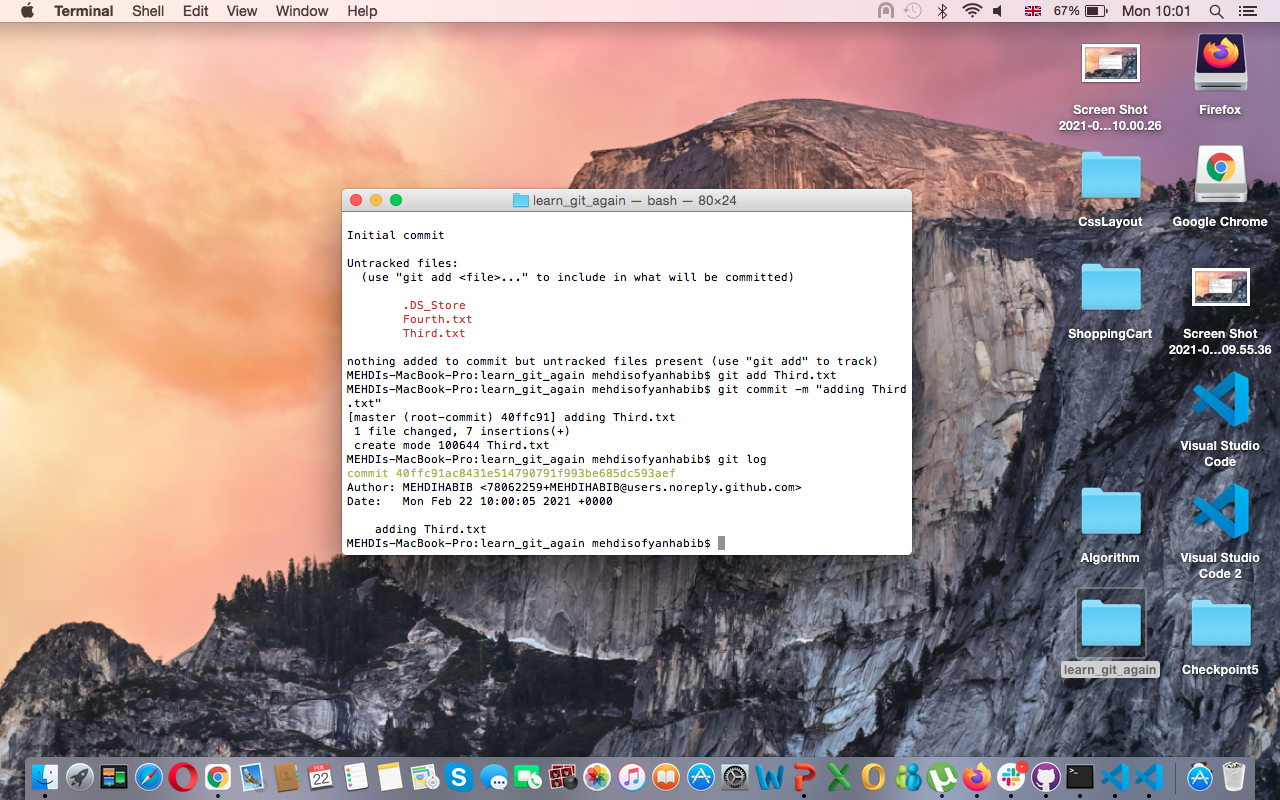 Terminal Shell Edit View Window Help 67% Mon 10:01
learn_git_again — bash — 80×24
Initial commit
Untracked files:
(use "git add <file>..." to include in what will be committed)
.DS_Store
Fourth.txt
Third.txt
nothing added to commit but untracked files present (use "git add" to track)
MEHDIs-MacBook-Pro:learn_git_again mehdisofyanhabib$ git add Third.txt
MEHDIs-MacBook-Pro:learn_git_again mehdisofyanhabib$ git commit -m "adding Third
.txt"
[master (root-commit) 40ffc91] adding Third.txt
1 file changed, 7 insertions(+)
create mode 100644 Third.txt
MEHDIs-MacBook-Pro:learn_git_again mehdisofyanhabib$ git log
commit 40ffc91ac8431e514790791f993be685dc593aef
Author: MEHDIHABIB <78062259+MEHDIHABIB@users.noreply.github.com>
Date: Mon Feb 22 10:00:05 2021 +0000
adding Third.txt
MEHDIs-MacBook-Pro:learn_git_again mehdisofyanhabib$
Screen Shot
2021-0...10.00.26
Firefox
CssLayout
Google Chrome
ShoppingCart
Screen Shot
2021-0...09.55.36
Visual Studio
Code
Algorithm
Visual Studio
Code 2
learn_git_again
Checkpoint5
FEB
22